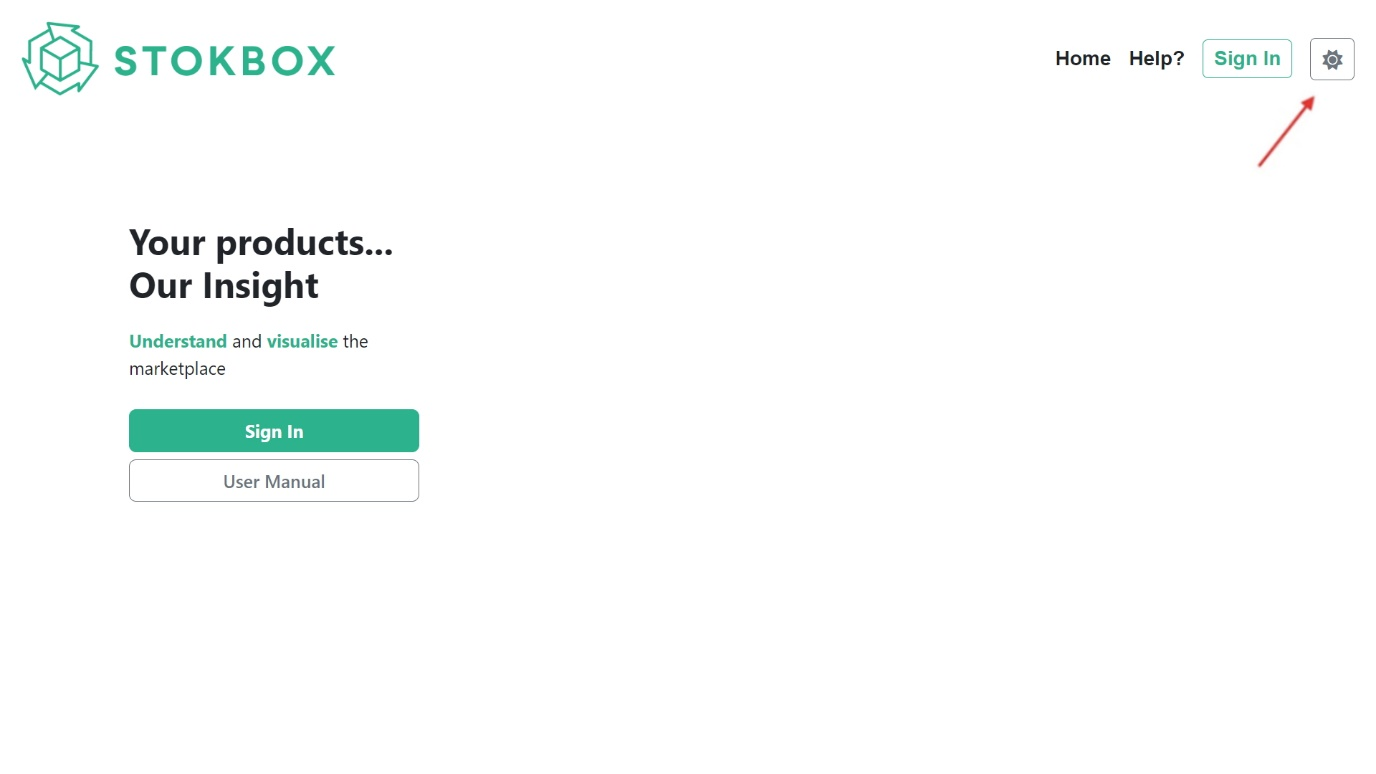 STOKBOX
Home Help? Sign In
Your products...
Our Insight
Understand and visualise the
marketplace
Sign In
User Manual